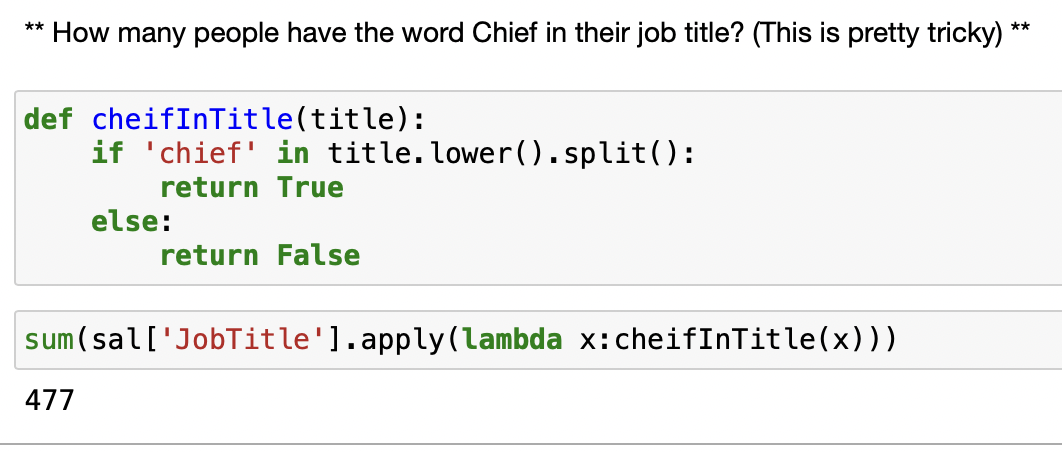 ** How many people have the word Chief in their job title? (This is pretty tricky) **
def cheifInTitle(title):
    if 'chief' in title.lower().split():
        return True
    else:
        return False
sum(sal['JobTitle'].apply(lambda x:cheifInTitle(x)))
477